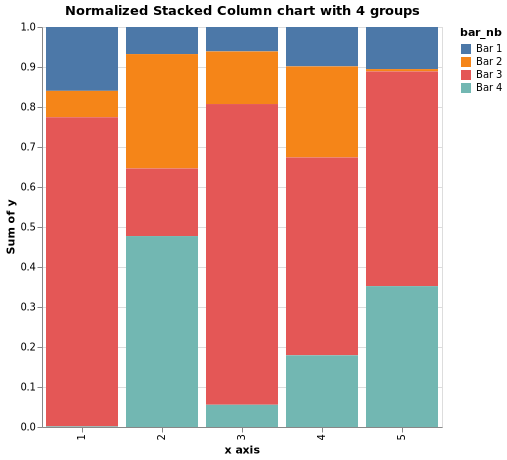 Normalized Stacked Column chart with 4 groups
1.0
0.9
0.8
0.7
0.6
0.5
0.4
0.3
0.2
0.1
0.0
Sum of y
1
2
3
4
5
x axis
bar_nb
Bar 1
Bar 2
Bar 3
Bar 4